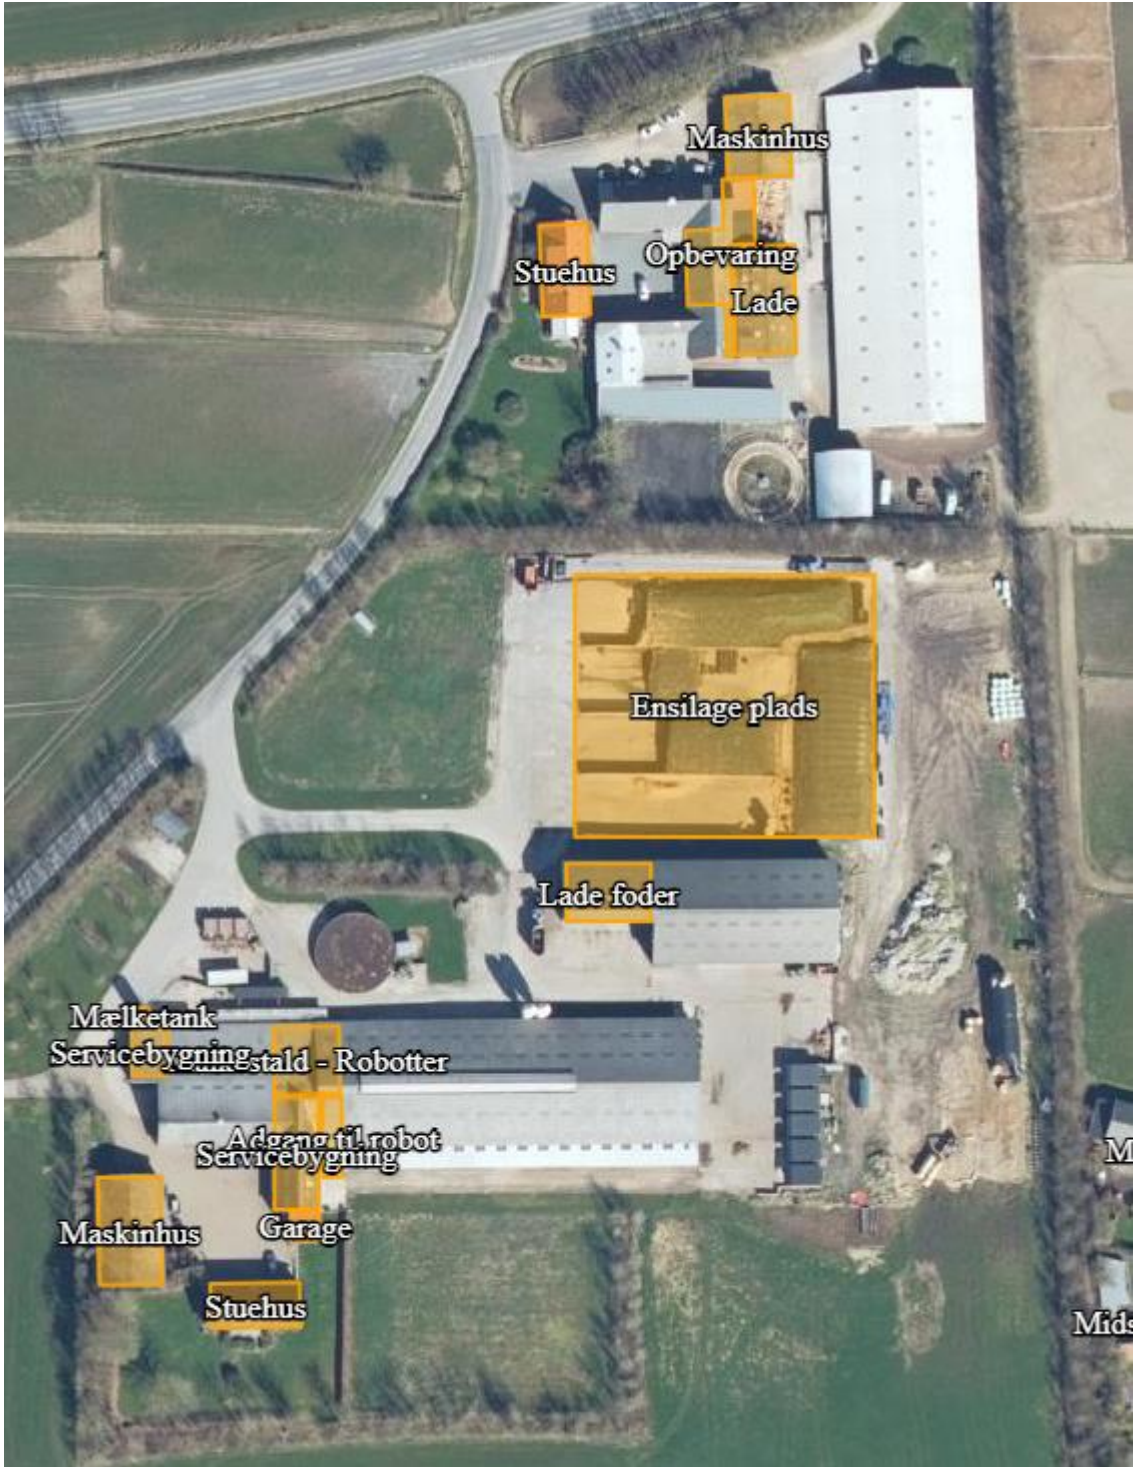 Maskinhus
Opbevaring
Stuehus
Lade
Ensilage plads
Lade foder
Mælketank
Servicebygning
stald - Robotter
Adgang til robot
Servicebygning
Maskinhus
Garage
Stuehus